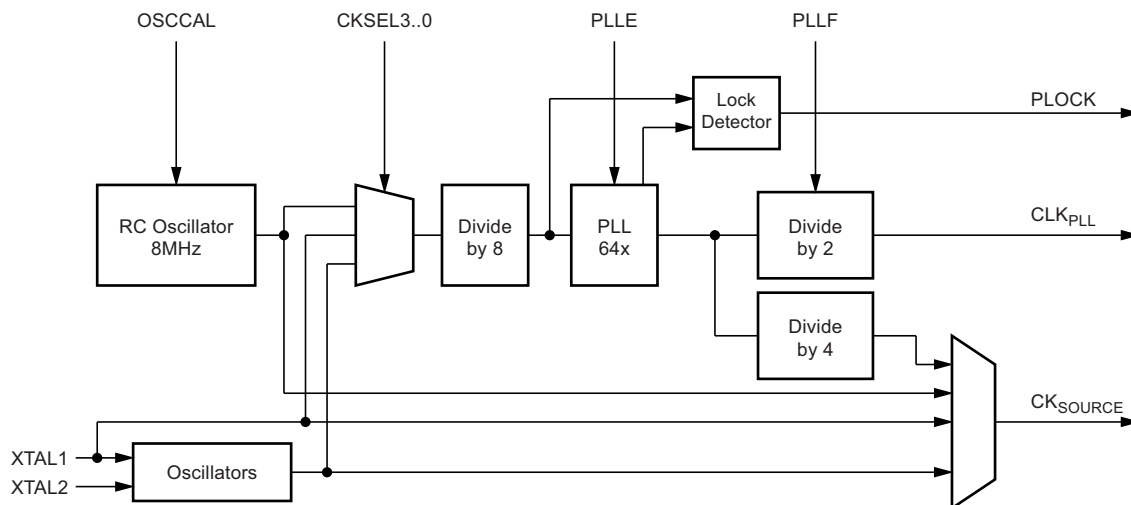 OSCCAL
CKSEL3..0
PLLE
PLLF
Lock
Detector
PLOCK
RC Oscillator
8MHz
Divide
by 8
PLL
64x
Divide
by 2
CLKPLL
Divide
by 4
CKSOURCE
XTAL1
XTAL2
Oscillators